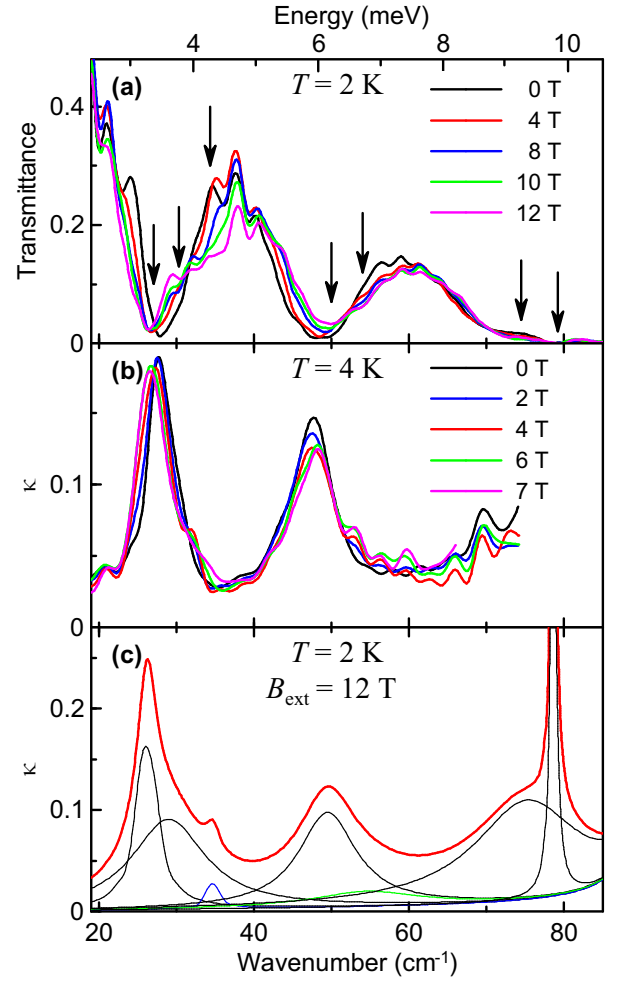 Energy (meV)
4 6 8 10
(a) T = 2 K
0 T
4 T
8 T
10 T
12 T
0.4
0.2
0
Transmittance
(b) T = 4 K
0 T
2 T
4 T
6 T
7 T
0.1
0
κ
(c) T = 2 K
Bext = 12 T
0.2
0.1
0
κ
20 40 60 80
Wavenumber (cm-1)